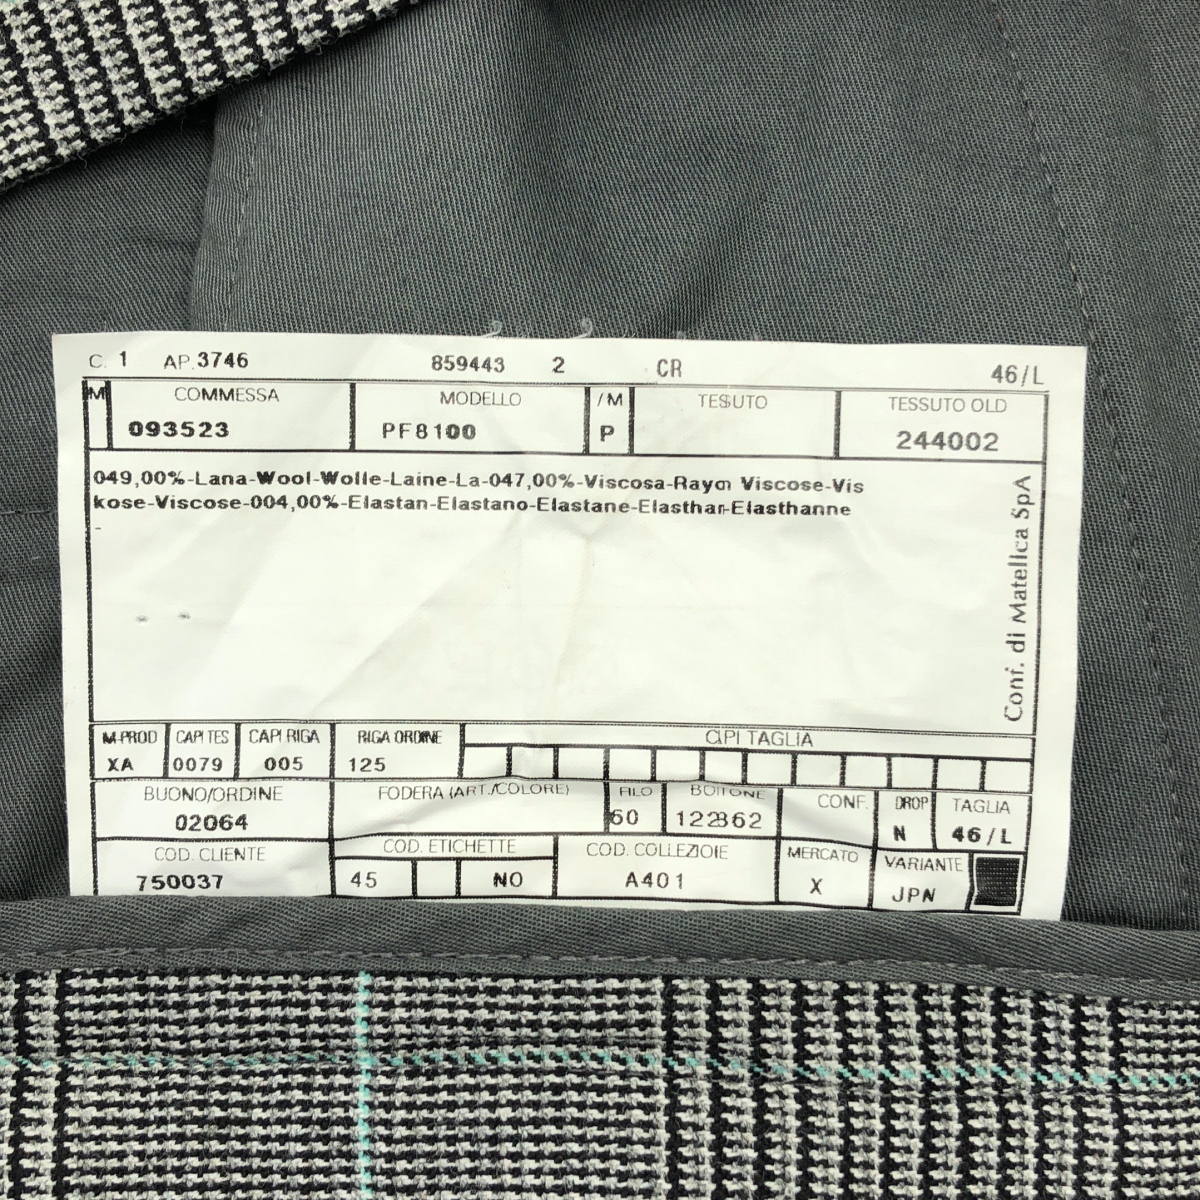 C. 1 AP. 3746 859443 2 CR 46/L
M COMMESSA MODELLO /M TESSUTO TESSUTO OLD
093523 PF8100 P 244002
049,00%-Lana-Wool-Wolle-Laine-La-047,00%-Viscosa-Rayon Viscose-Vis
kose-Viscose-004,00%-Elastan-Elastano-Elastane-Elasthan-Elasthanne
-
Conf. di Matelica SpA
M-PROD CAPI TES CAPI RIGA RIGA ORDINE CAPI TAGLIA
XA 0079 005 125
BUONO/ORDINE FODERA (ART./COLORE) FILO BOTTONE CONF. DROP TAGLIA
02064 60 N 46/L
COD. CLIENTE COD. ETICHETTE COD. COLLEZIONE MERCATO VARIANTE
750037 45 NO A401 X JPN